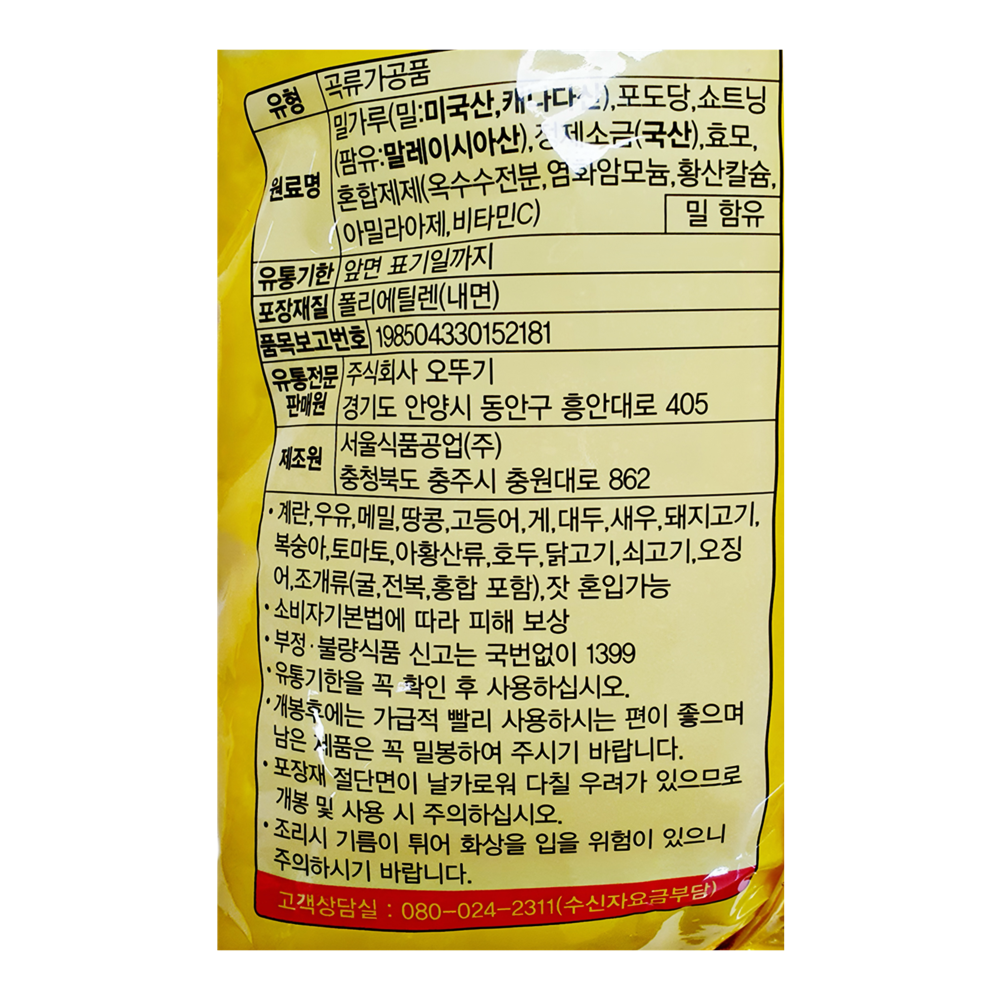 유형 곡류가공품
원료명 밀가루(밀:미국산,캐나다산),포도당,쇼트닝
(팜유:말레이시아산),정제소금(국산),효모,
혼합제제(옥수수전분,염화암모늄,황산칼슘,
아밀라아제,비타민C)
밀 함유
유통기한 앞면 표기일까지
포장재질 폴리에틸렌(내면)
품목보고번호 198504330152181
유통전문판매원 주식회사 오뚜기
경기도 안양시 동안구 흥안대로 405
제조원 서울식품공업(주)
충청북도 충주시 충원대로 862
• 계란,우유,메밀,땅콩,고등어,게,대두,새우,돼지고기,
복숭아,토마토,아황산류,호두,닭고기,쇠고기,오징
어,조개류(굴,전복,홍합 포함),잣 혼입가능
• 소비자기본법에 따라 피해 보상
• 부정·불량식품 신고는 국번없이 1399
• 유통기한을 꼭 확인 후 사용하십시오.
• 개봉후에는 가급적 빨리 사용하시는 편이 좋으며
남은 제품은 꼭 밀봉하여 주시기 바랍니다.
• 포장재 절단면이 날카로워 다칠 우려가 있으므로
개봉 및 사용 시 주의하십시오.
• 조리시 기름이 튀어 화상을 입을 위험이 있으니
주의하시기 바랍니다.
고객상담실 : 080-024-2311(수신자요금부담)